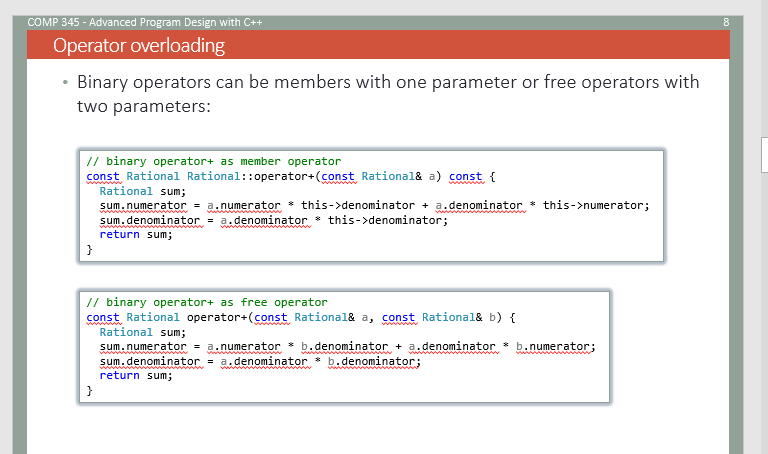 COMP 345 - Advanced Program Design with C++ 8
Operator overloading
• Binary operators can be members with one parameter or free operators with
two parameters:
// binary operator+ as member operator
const Rational Rational::operator+(const Rational& a) const {
  Rational sum;
  sum.numerator = a.numerator * this->denominator + a.denominator * this->numerator;
  sum.denominator = a.denominator * this->denominator;
  return sum;
}
// binary operator+ as free operator
const Rational operator+(const Rational& a, const Rational& b) {
  Rational sum;
  sum.numerator = a.numerator * b.denominator + a.denominator * b.numerator;
  sum.denominator = a.denominator * b.denominator;
  return sum;
}